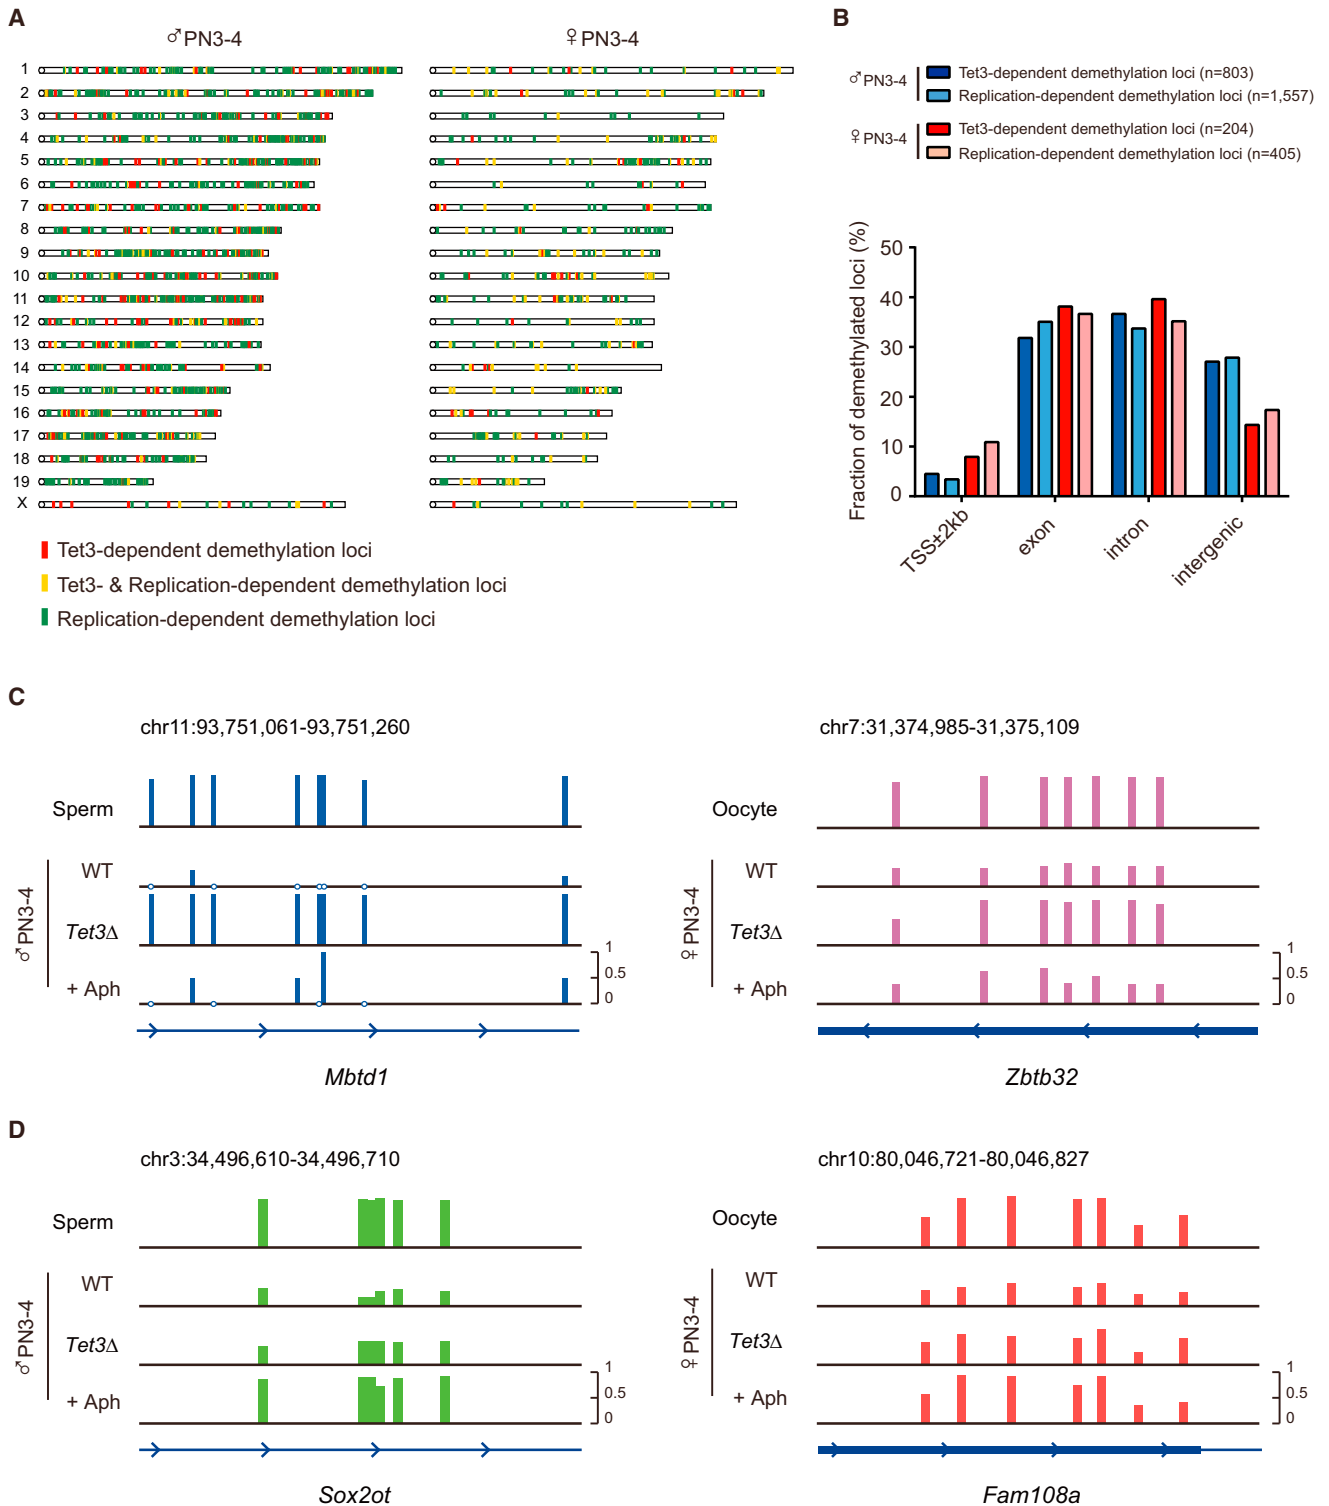 A
♂PN3-4
♀PN3-4
1
2
3
4
5
6
7
8
9
10
11
12
13
14
15
16
17
18
19
X
Tet3-dependent demethylation loci
Tet3- & Replication-dependent demethylation loci
Replication-dependent demethylation loci
B
♂PN3-4
Tet3-dependent demethylation loci (n=803)
Replication-dependent demethylation loci (n=1,557)
♀PN3-4
Tet3-dependent demethylation loci (n=204)
Replication-dependent demethylation loci (n=405)
Fraction of demethylated loci (%)
50
40
30
20
10
0
TSS±2kb
exon
intron
intergenic
C
chr11:93,751,061-93,751,260
Sperm
♂PN3-4
WT
Tet3Δ
+ Aph
1
0.5
0
Mbtd1
chr7:31,374,985-31,375,109
Oocyte
♀PN3-4
WT
Tet3Δ
+ Aph
1
0.5
0
Zbtb32
D
chr3:34,496,610-34,496,710
Sperm
♂PN3-4
WT
Tet3Δ
+ Aph
1
0.5
0
Sox2ot
chr10:80,046,721-80,046,827
Oocyte
♀PN3-4
WT
Tet3Δ
+ Aph
1
0.5
0
Fam108a